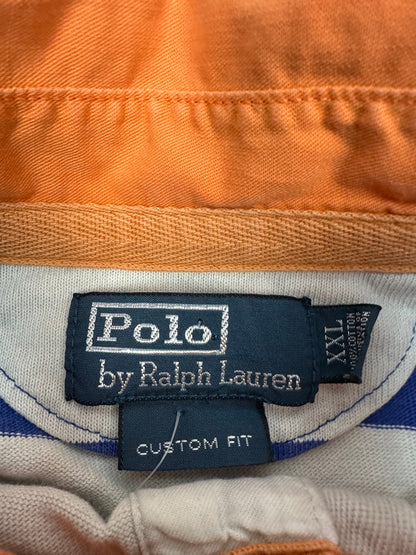 Polo
by Ralph Lauren
XXL
CUSTOM FIT